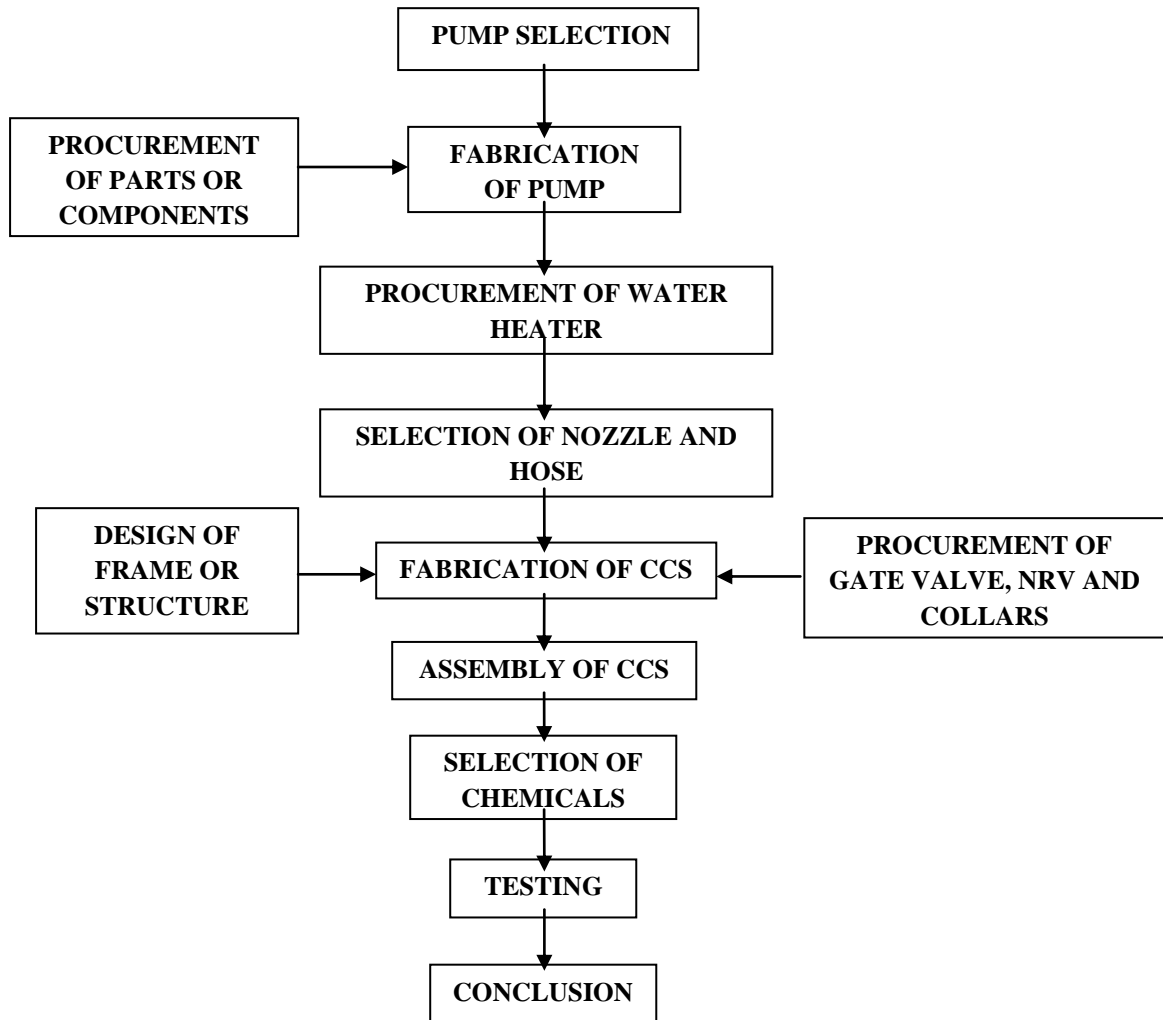 PUMP SELECTION
PROCUREMENT
OF PARTS OR
COMPONENTS
FABRICATION
OF PUMP
PROCUREMENT OF WATER
HEATER
SELECTION OF NOZZLE AND
HOSE
DESIGN OF
FRAME OR
STRUCTURE
FABRICATION OF CCS
PROCUREMENT OF
GATE VALVE, NRV AND
COLLARS
ASSEMBLY OF CCS
SELECTION OF
CHEMICALS
TESTING
CONCLUSION